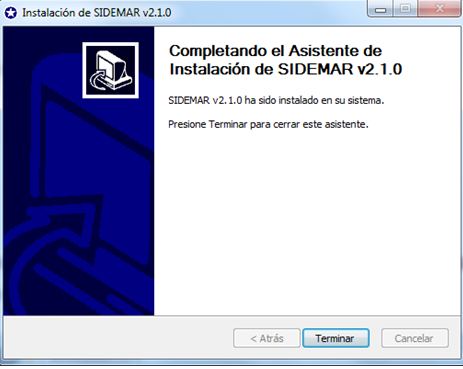 Instalación de SIDEMAR v2.1.0
Completando el Asistente de
Instalación de SIDEMAR v2.1.0
SIDEMAR v2.1.0 ha sido instalado en su sistema.
Presione Terminar para cerrar este asistente.
< Atrás
Terminar
Cancelar